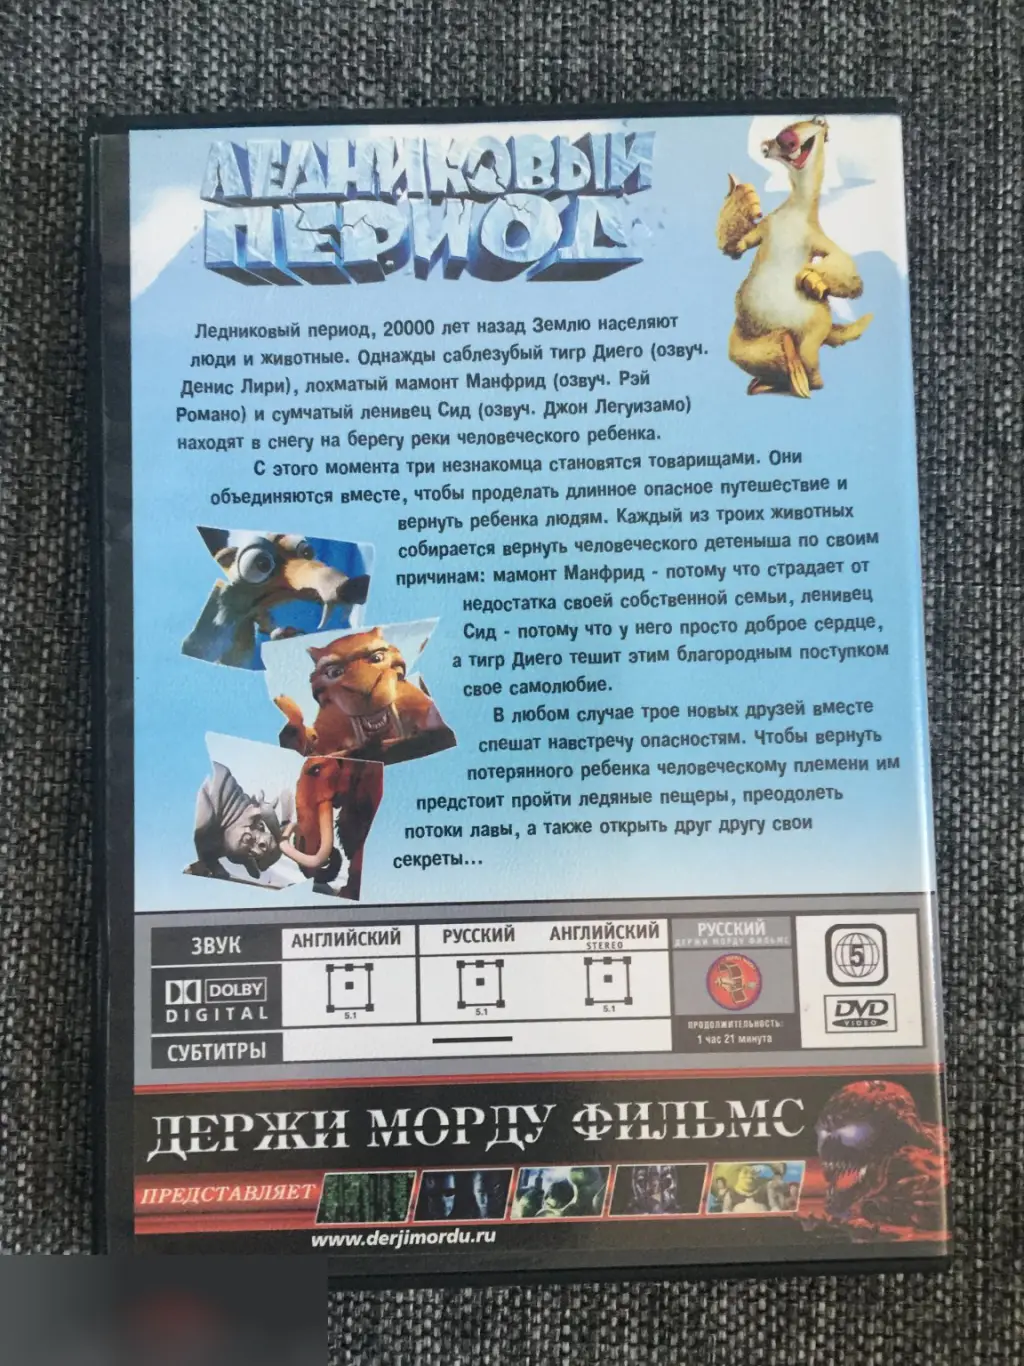 ЛЕДНИКОВЫЙ
ПЕРИОД
Ледниковый период, 20000 лет назад Землю населяют
люди и животные. Однажды саблезубый тигр Диего (озвуч.
Денис Лири), лохматый мамонт Манфрид (озвуч. Рэй
Романо) и сумчатый ленивец Сид (озвуч. Джон Легуизамо)
находят в снегу на берегу реки человеческого ребенка.
С этого момента три незнакомца становятся товарищами. Они
объединяются вместе, чтобы проделать длинное опасное путешествие и
вернуть ребенка людям. Каждый из троих животных
собирается вернуть человеческого детеныша по своим
причинам: мамонт Манфрид - потому что страдает от
недостатка своей собственной семьи, ленивец
Сид - потому что у него просто доброе сердце,
а тигр Диего тешит этим благородным поступком
свое самолюбие.
В любом случае трое новых друзей вместе
спешат навстречу опасностям. Чтобы вернуть
потерянного ребенка человеческому племени им
предстоит пройти ледяные пещеры, преодолеть
потоки лавы, а также открыть друг другу свои
секреты...
ЗВУК
АНГЛИЙСКИЙ
РУССКИЙ
АНГЛИЙСКИЙ
STEREO
РУССКИЙ
ДЕРЖИ МОРДУ ФИЛЬМС
DOLBY
DIGITAL
5.1
5.1
5.1
СУБТИТРЫ
ПРОДОЛЖИТЕЛЬНОСТЬ:
1 час 21 минута
5
DVD
VIDEO
ДЕРЖИ МОРДУ ФИЛЬМС
ПРЕДСТАВЛЯЕТ
www.derjimordu.ru